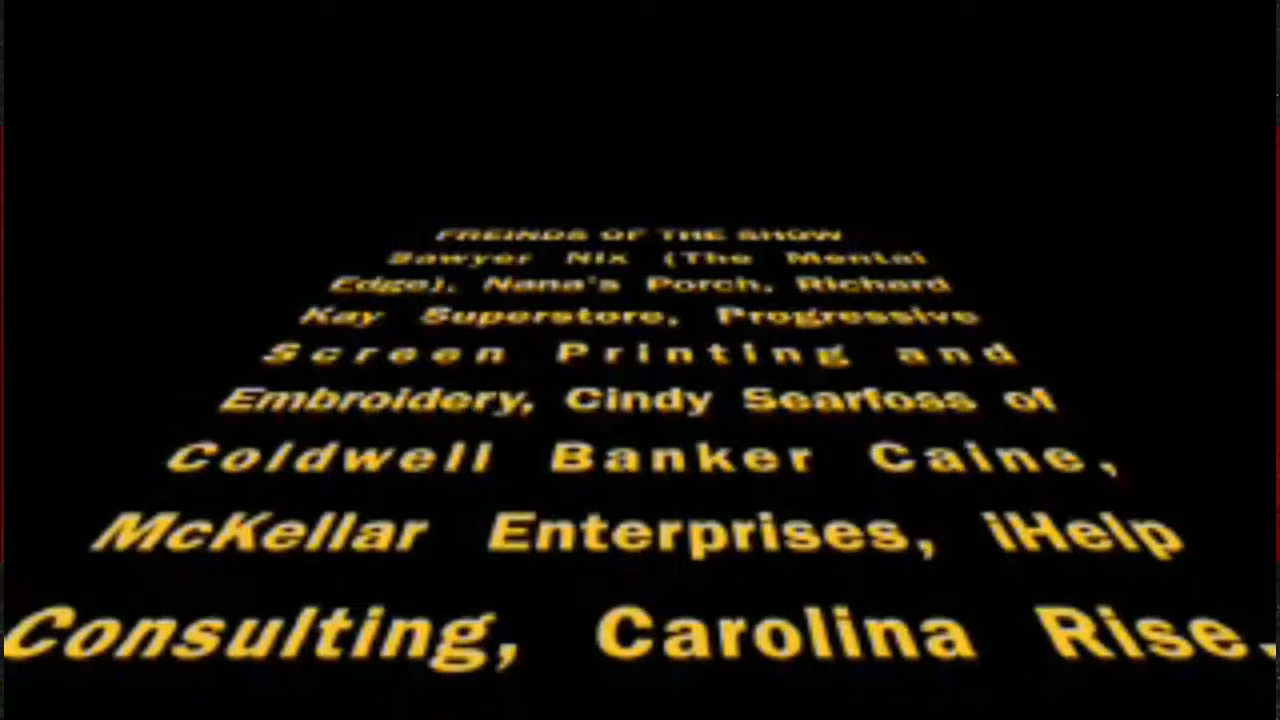 FREINDS OF THE SHOW
Sawyer Nix (The Mental
Edge), Nana's Porch, Richard
Kay Superstore, Progressive
Screen Printing and
Embroidery, Cindy Searfoss of
Coldwell Banker Caine,
McKellar Enterprises, iHelp
Consulting, Carolina Rise.